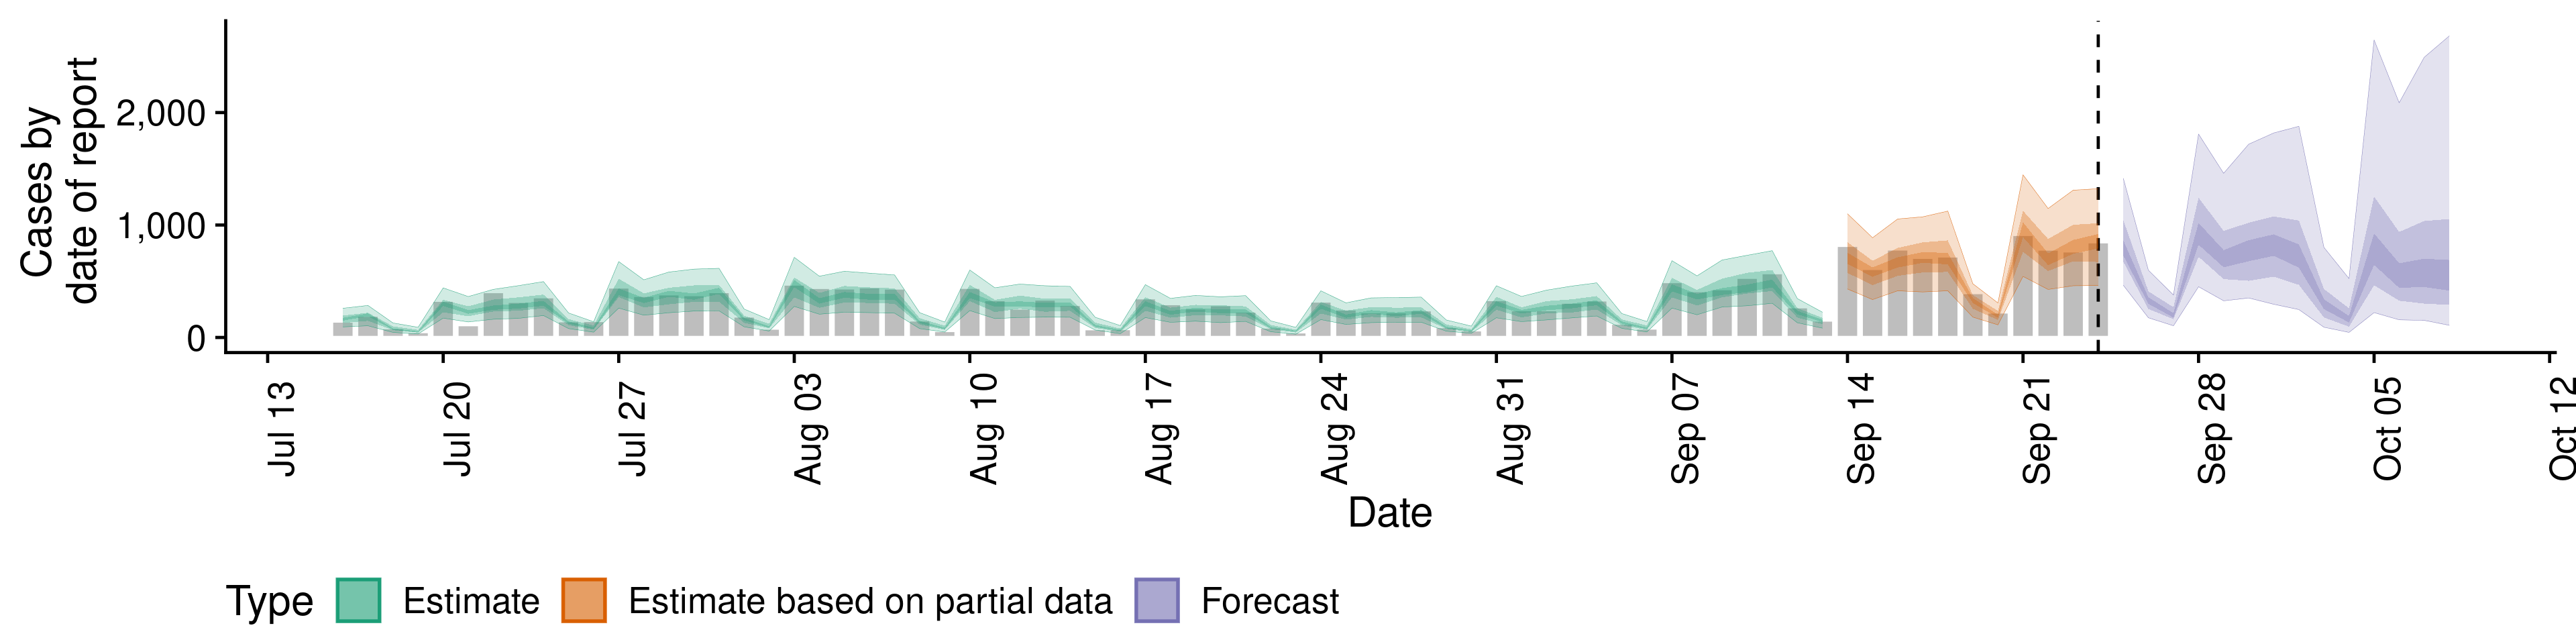 Cases by
date of report
2,000
1,000
0
Jul 13
Jul 20
Jul 27
Aug 03
Aug 10
Aug 17
Aug 24
Aug 31
Sep 07
Sep 14
Sep 21
Sep 28
Oct 05
Oct 12
Date
Type
Estimate
Estimate based on partial data
Forecast